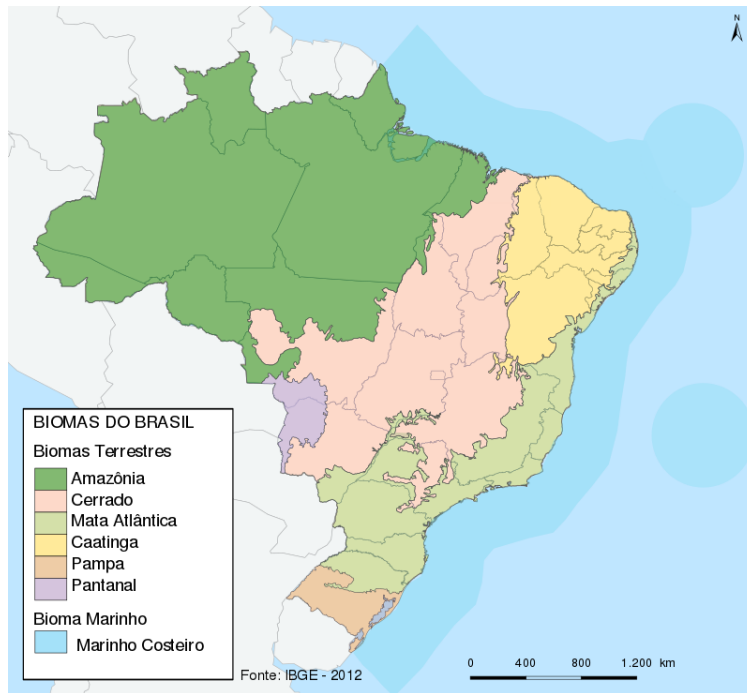 N
BIOMAS DO BRASIL
Biomas Terrestres
Amazônia
Cerrado
Mata Atlântica
Caatinga
Pampa
Pantanal
Bioma Marinho
Marinho Costeiro
Fonte: IBGE - 2012
0 400 800 1.200 km